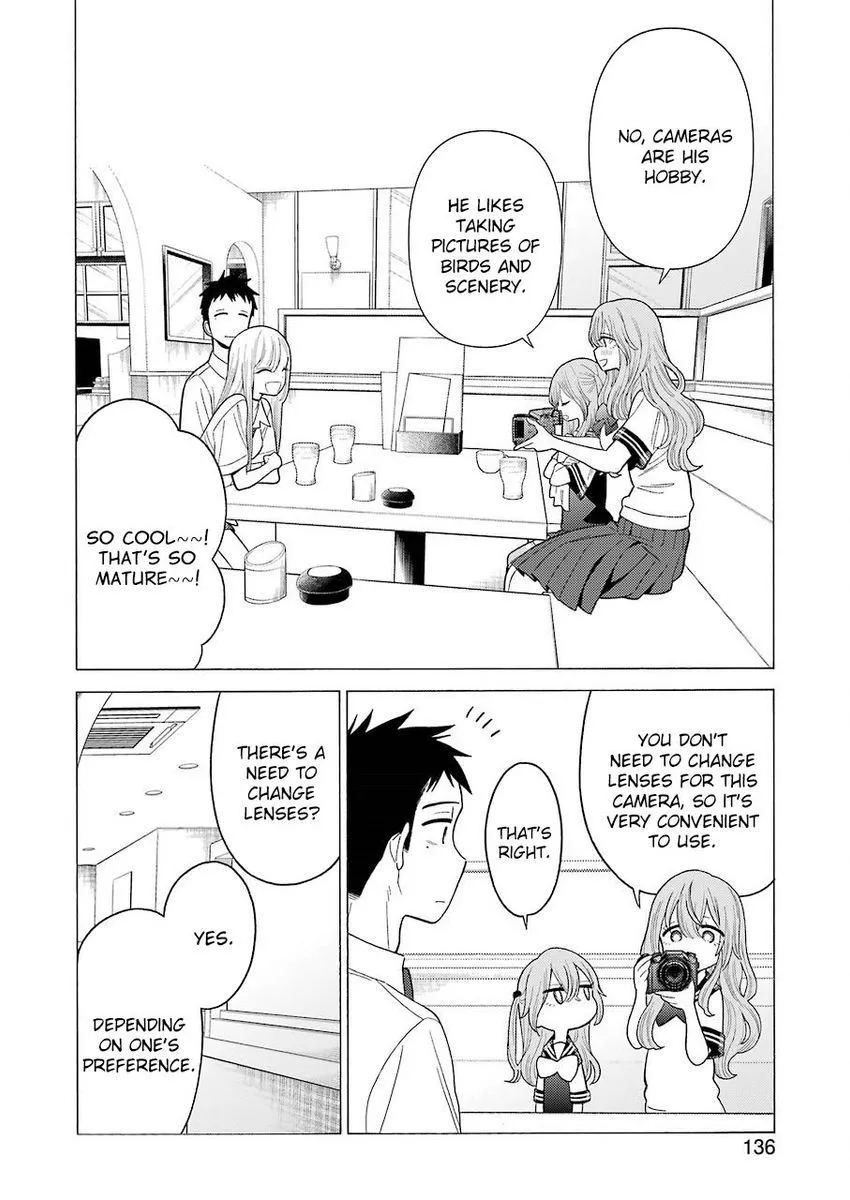 NO, CAMERAS
ARE HIS
HOBBY.
HE LIKES
TAKING
PICTURES OF
BIRDS AND
SCENERY.
SO COOL~~!
THAT'S SO
MATURE~~!
YOU DON'T
NEED TO CHANGE
LENSES FOR THIS
CAMERA, SO IT'S
VERY CONVENIENT
TO USE.
THAT'S
RIGHT.
THERE'S A
NEED TO
CHANGE
LENSES?
YES.
DEPENDING
ON ONE'S
PREFERENCE.
136